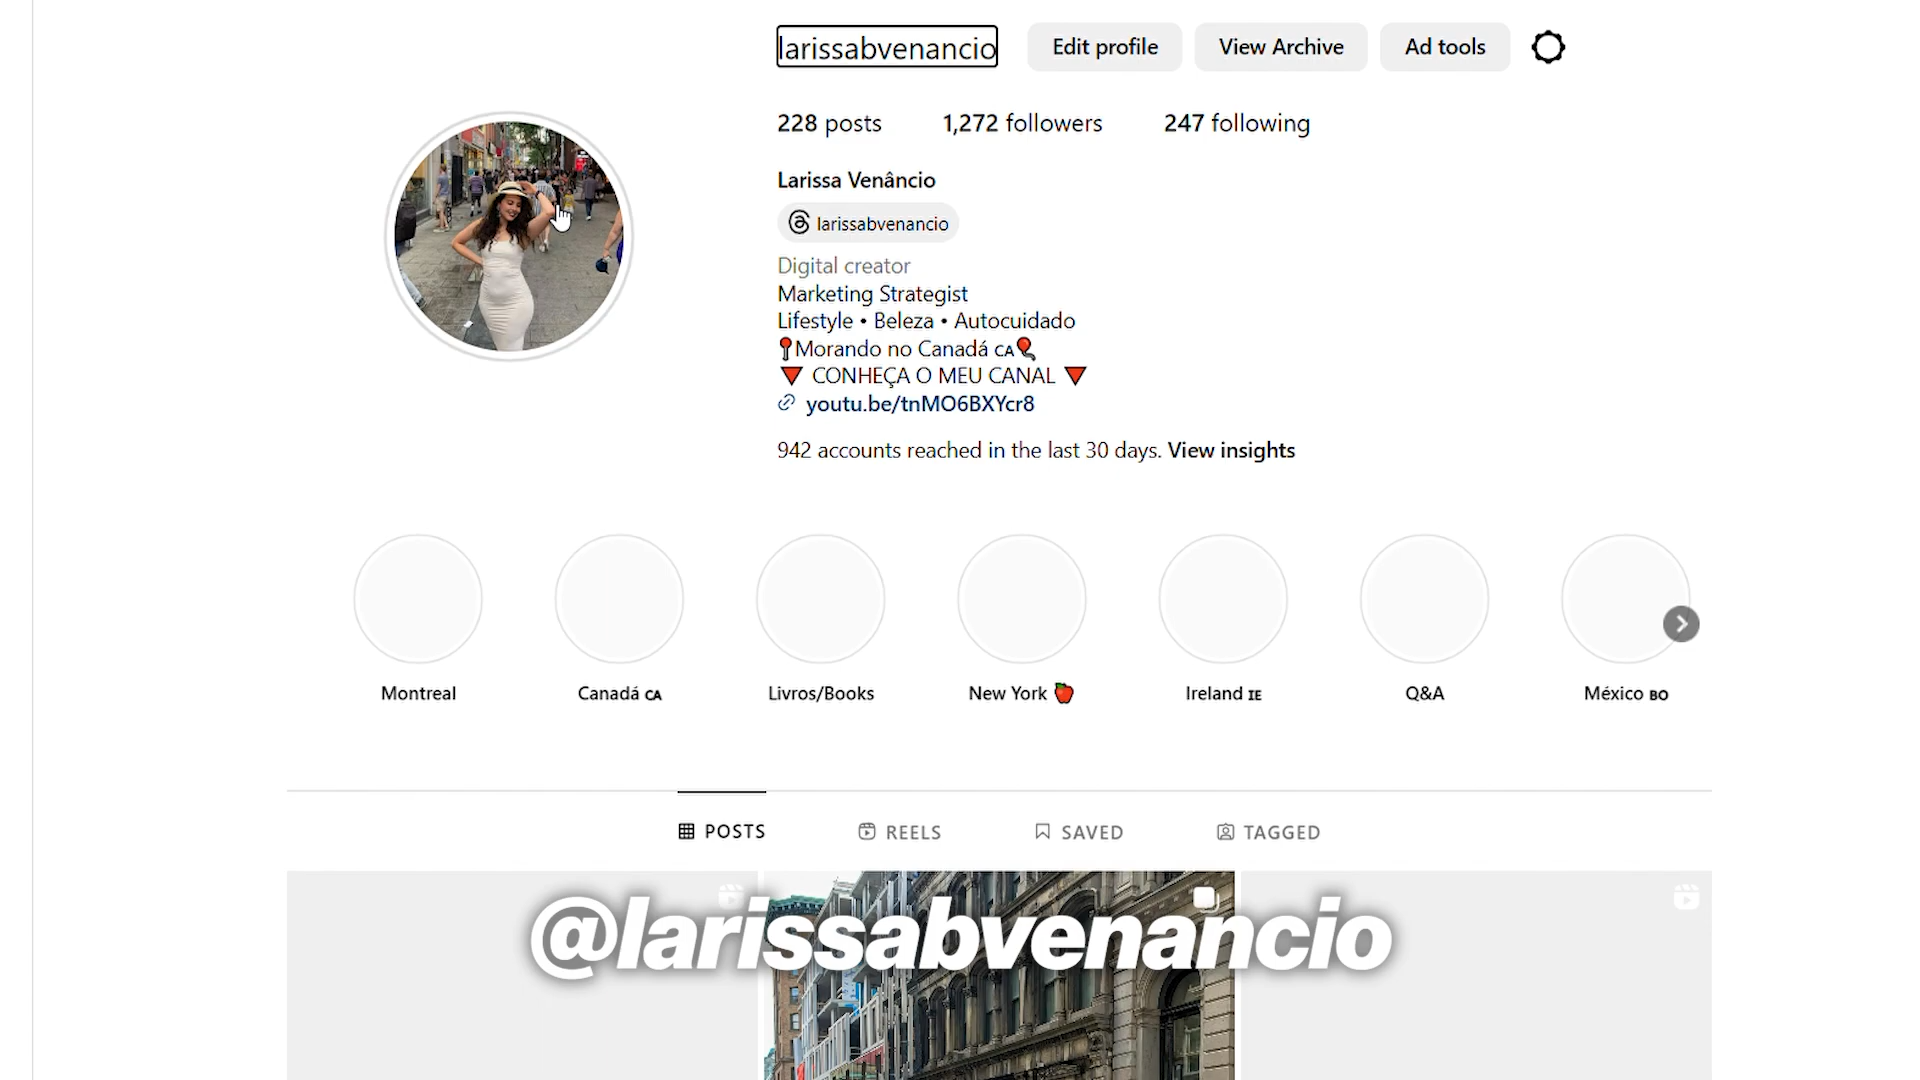 larissabvenancio Edit profile View Archive Ad tools
228 posts 1,272 followers 247 following
Larissa Venâncio
larissabvenancio
Digital creator
Marketing Strategist
Lifestyle • Beleza • Autocuidado
📍Morando no Canadá CA🎈
🔻 CONHEÇA O MEU CANAL 🔻
youtu.be/tnMO6BXYcr8
942 accounts reached in the last 30 days. View insights
Montreal Canadá CA Livros/Books New York 🍎 Ireland IE Q&A México BO
POSTS REELS SAVED TAGGED
@larissabvenancio